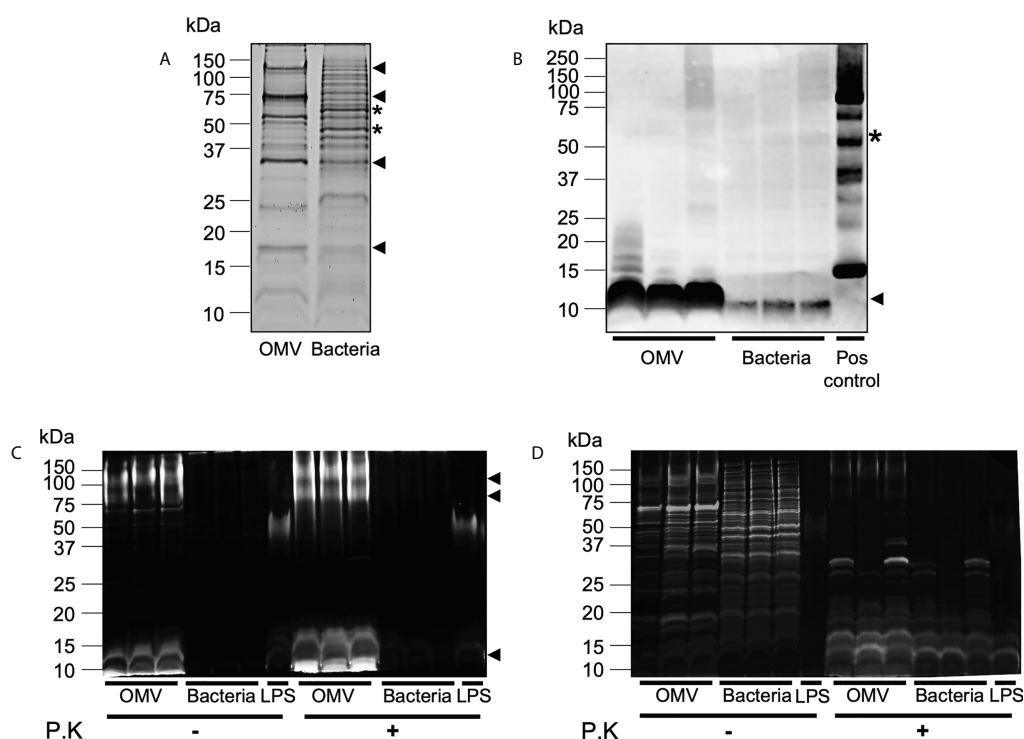 A
kDa
150
100
75
50
37
25
20
15
10
*
*
OMV Bacteria
B
kDa
250
150
100
75
50
37
25
20
15
10
*
OMV Bacteria Pos
control
C
kDa
150
100
75
50
37
25
20
15
10
OMV Bacteria LPS OMV Bacteria LPS
P.K - +
D
kDa
150
100
75
50
37
25
20
15
10
OMV Bacteria LPS OMV Bacteria LPS
P.K - +